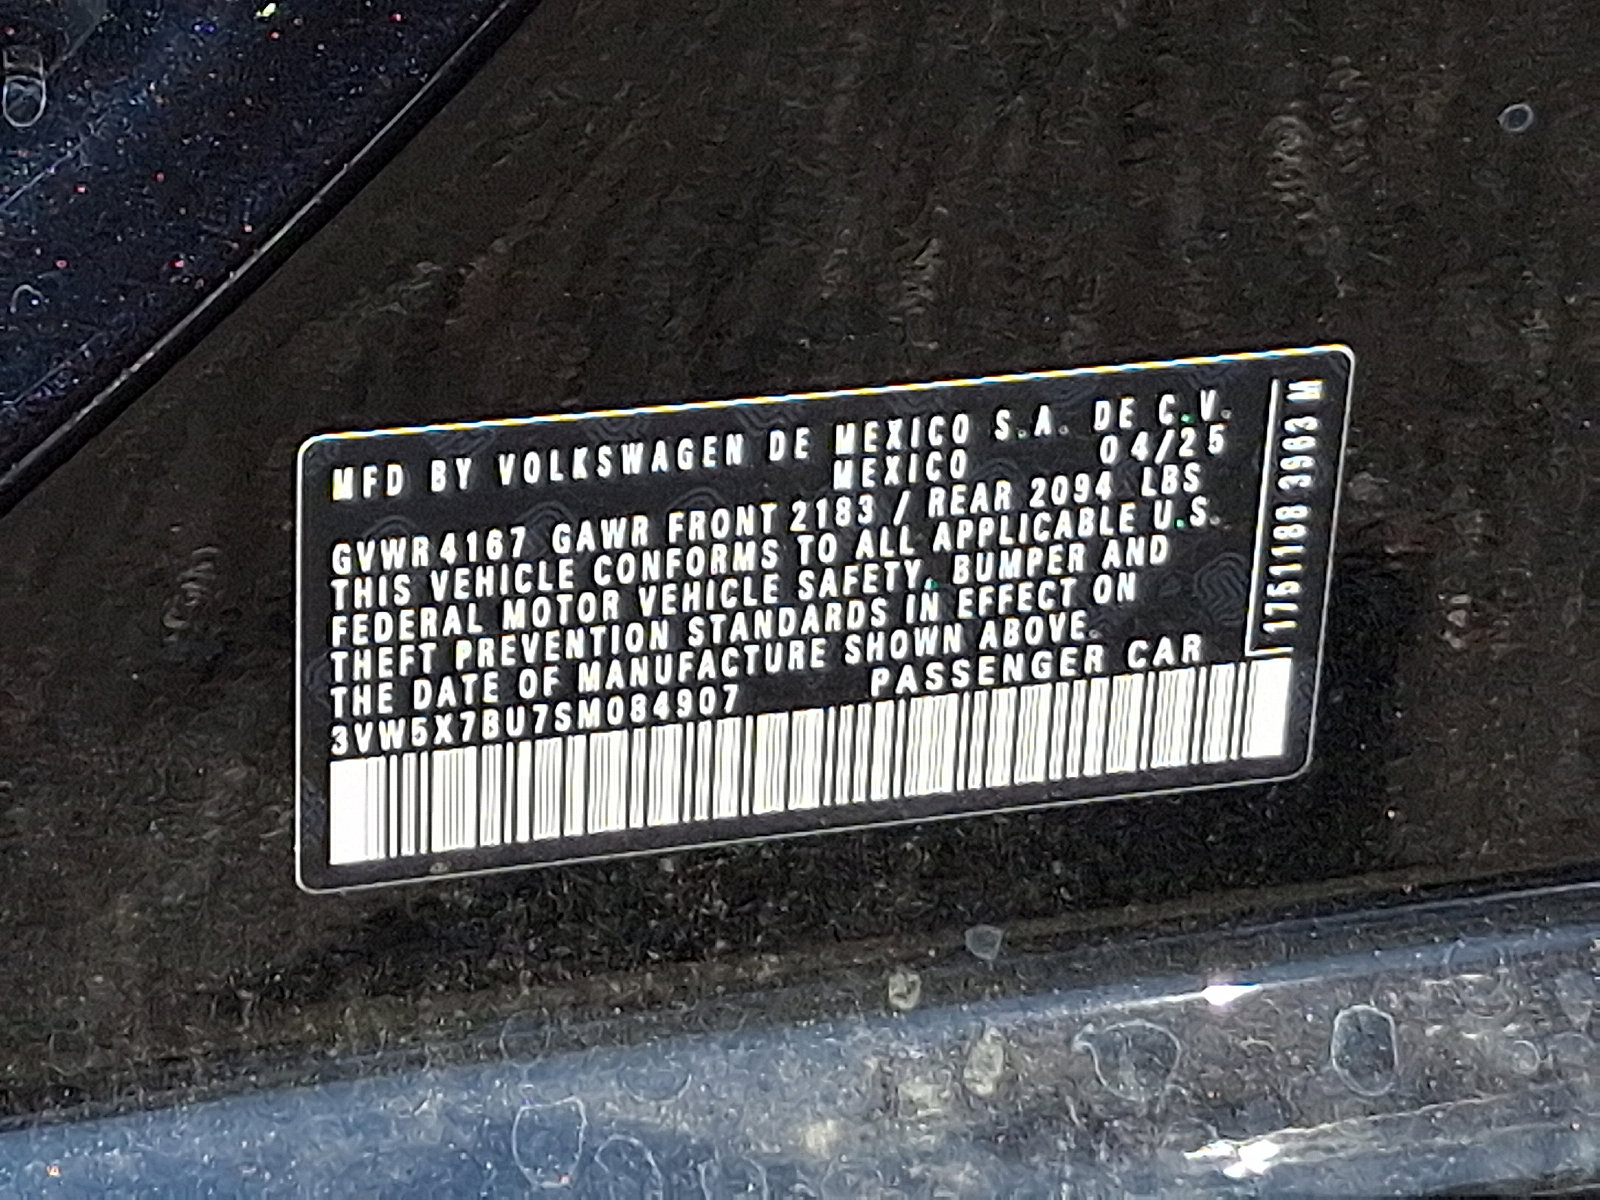 MFD BY VOLKSWAGEN DE MEXICO S.A. DE C.V.
MEXICO 04/25
GVWR 4167 GAWR FRONT 2183 / REAR 2094 LBS
THIS VEHICLE CONFORMS TO ALL APPLICABLE U.S.
FEDERAL MOTOR VEHICLE SAFETY, BUMPER AND
THEFT PREVENTION STANDARDS IN EFFECT ON
THE DATE OF MANUFACTURE SHOWN ABOVE.
3VW5X7BU7SM084907 PASSENGER CAR
1751188 3963 M